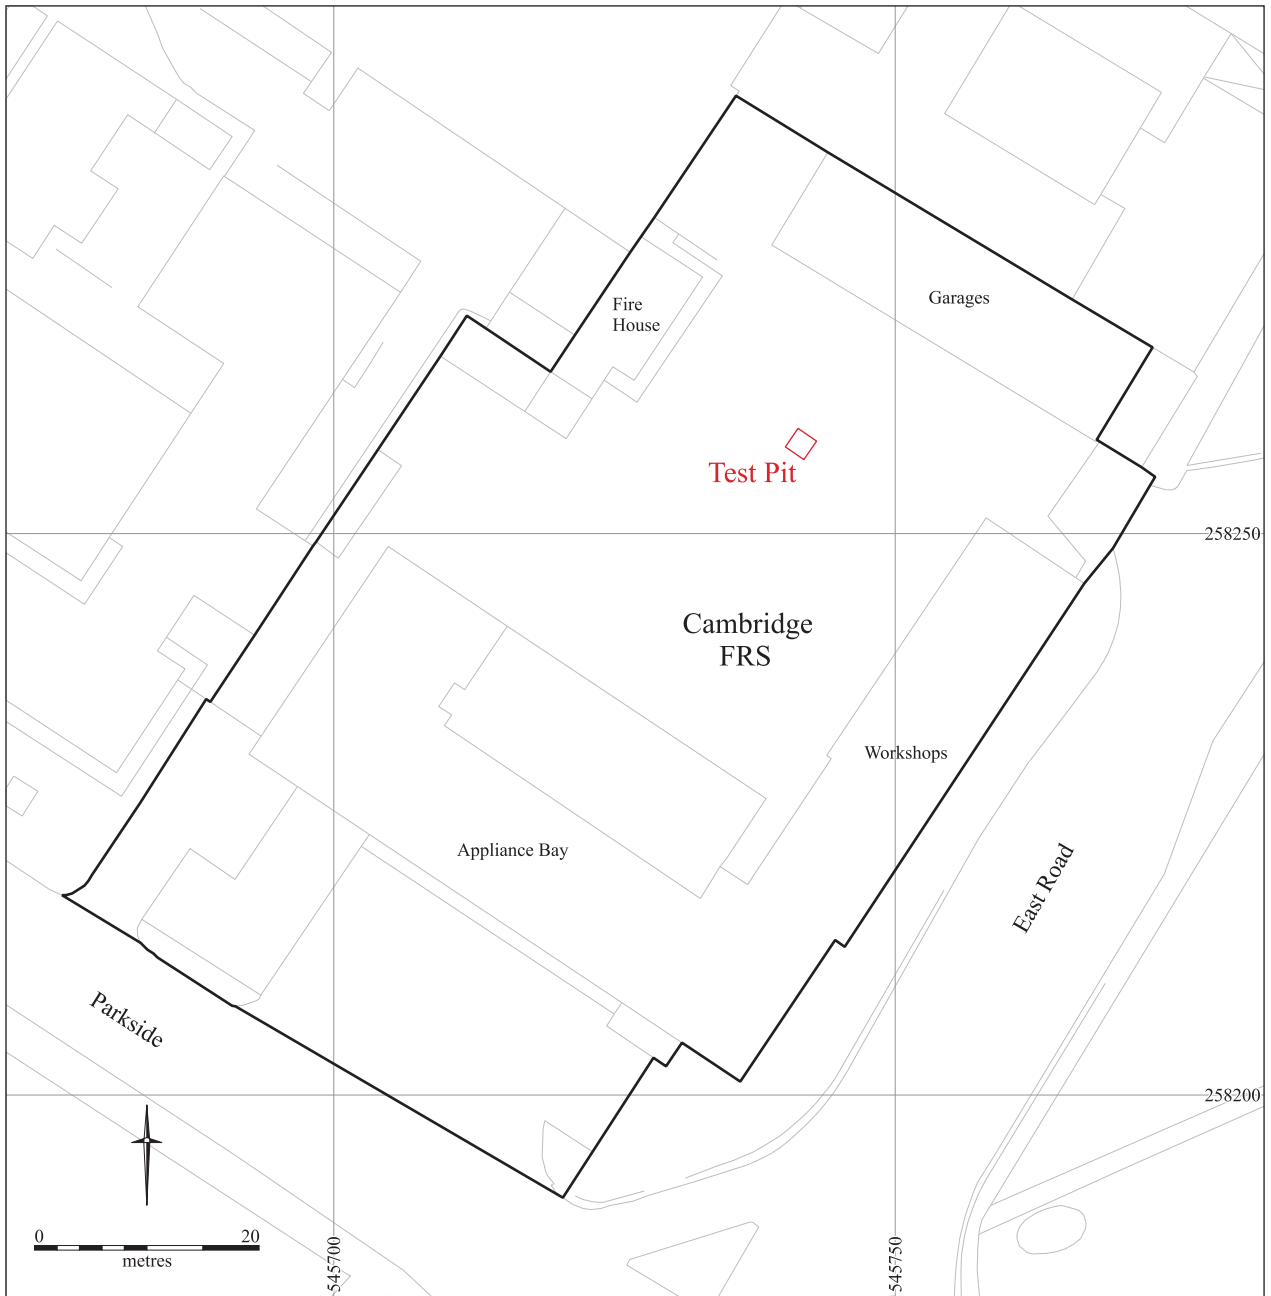 Fire
House
Garages
Test Pit
258250
Cambridge
FRS
Workshops
Appliance Bay
East Road
Parkside
258200
0 20
metres
545700
545750